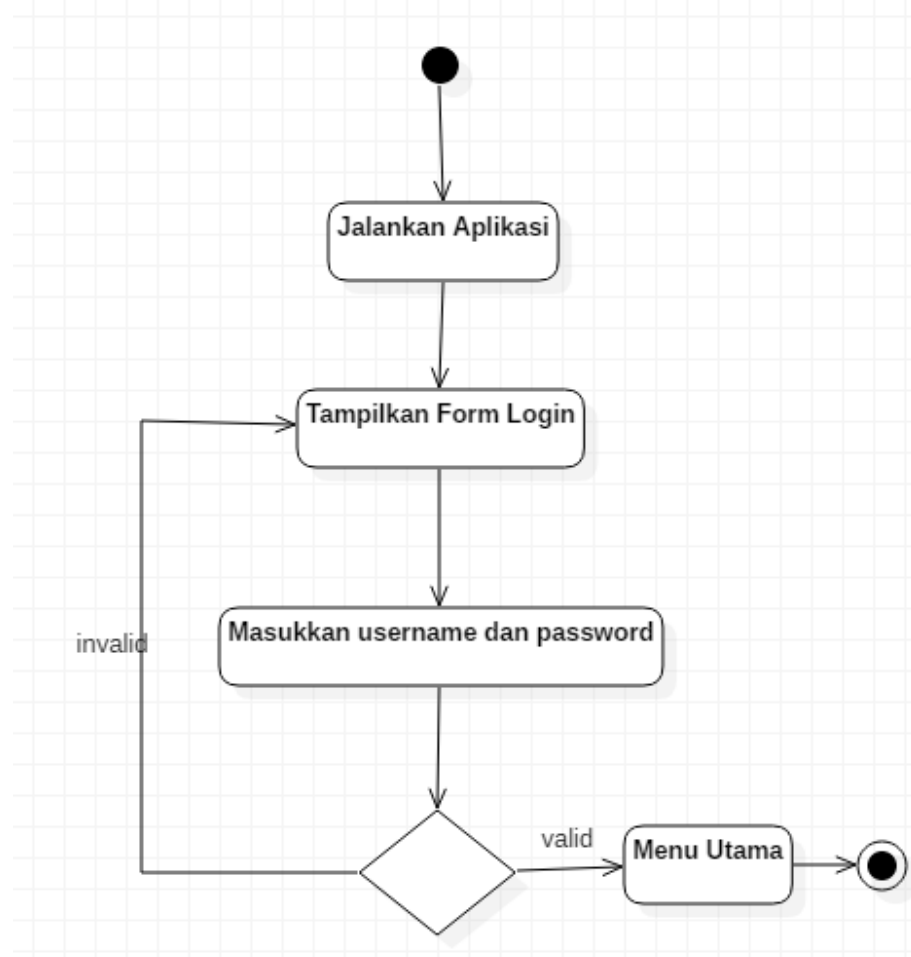 Jalankan Aplikasi
Tampilkan Form Login
Masukkan username dan password
invalid
valid
Menu Utama